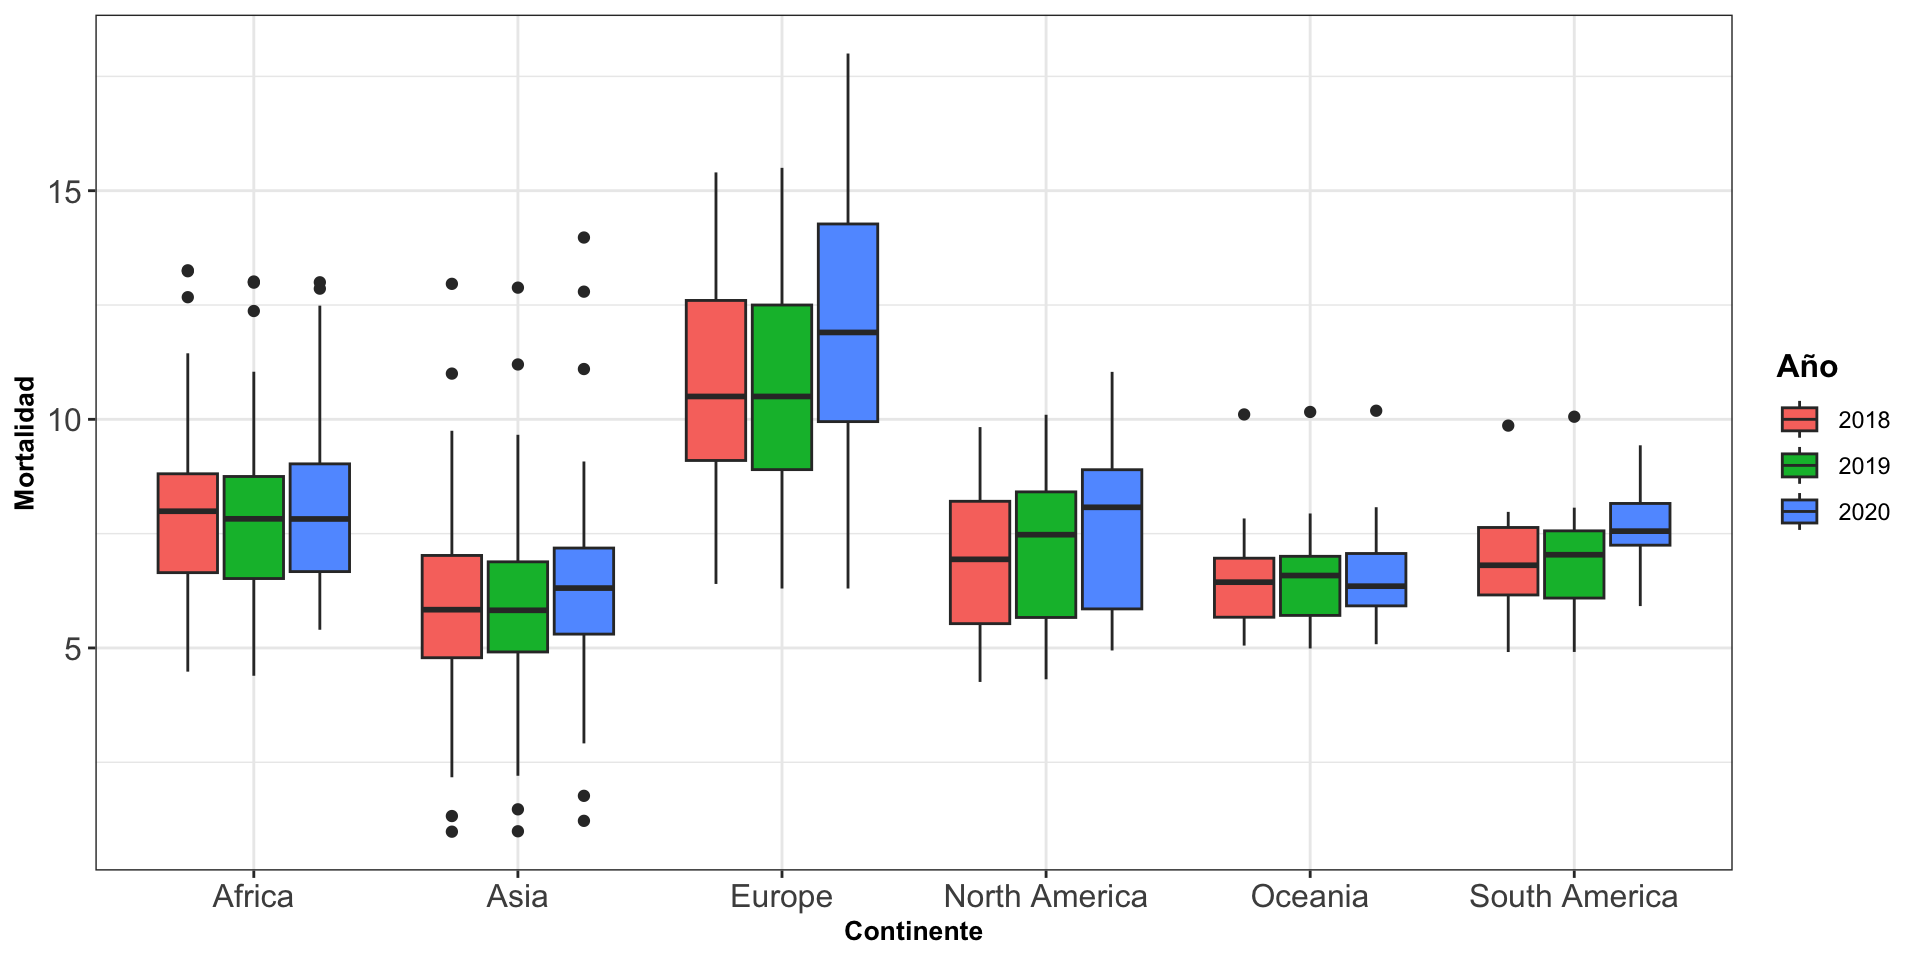 15
10
5
Mortalidad
Africa
Asia
Europe
North America
Oceania
South America
Continente
Año
2018
2019
2020